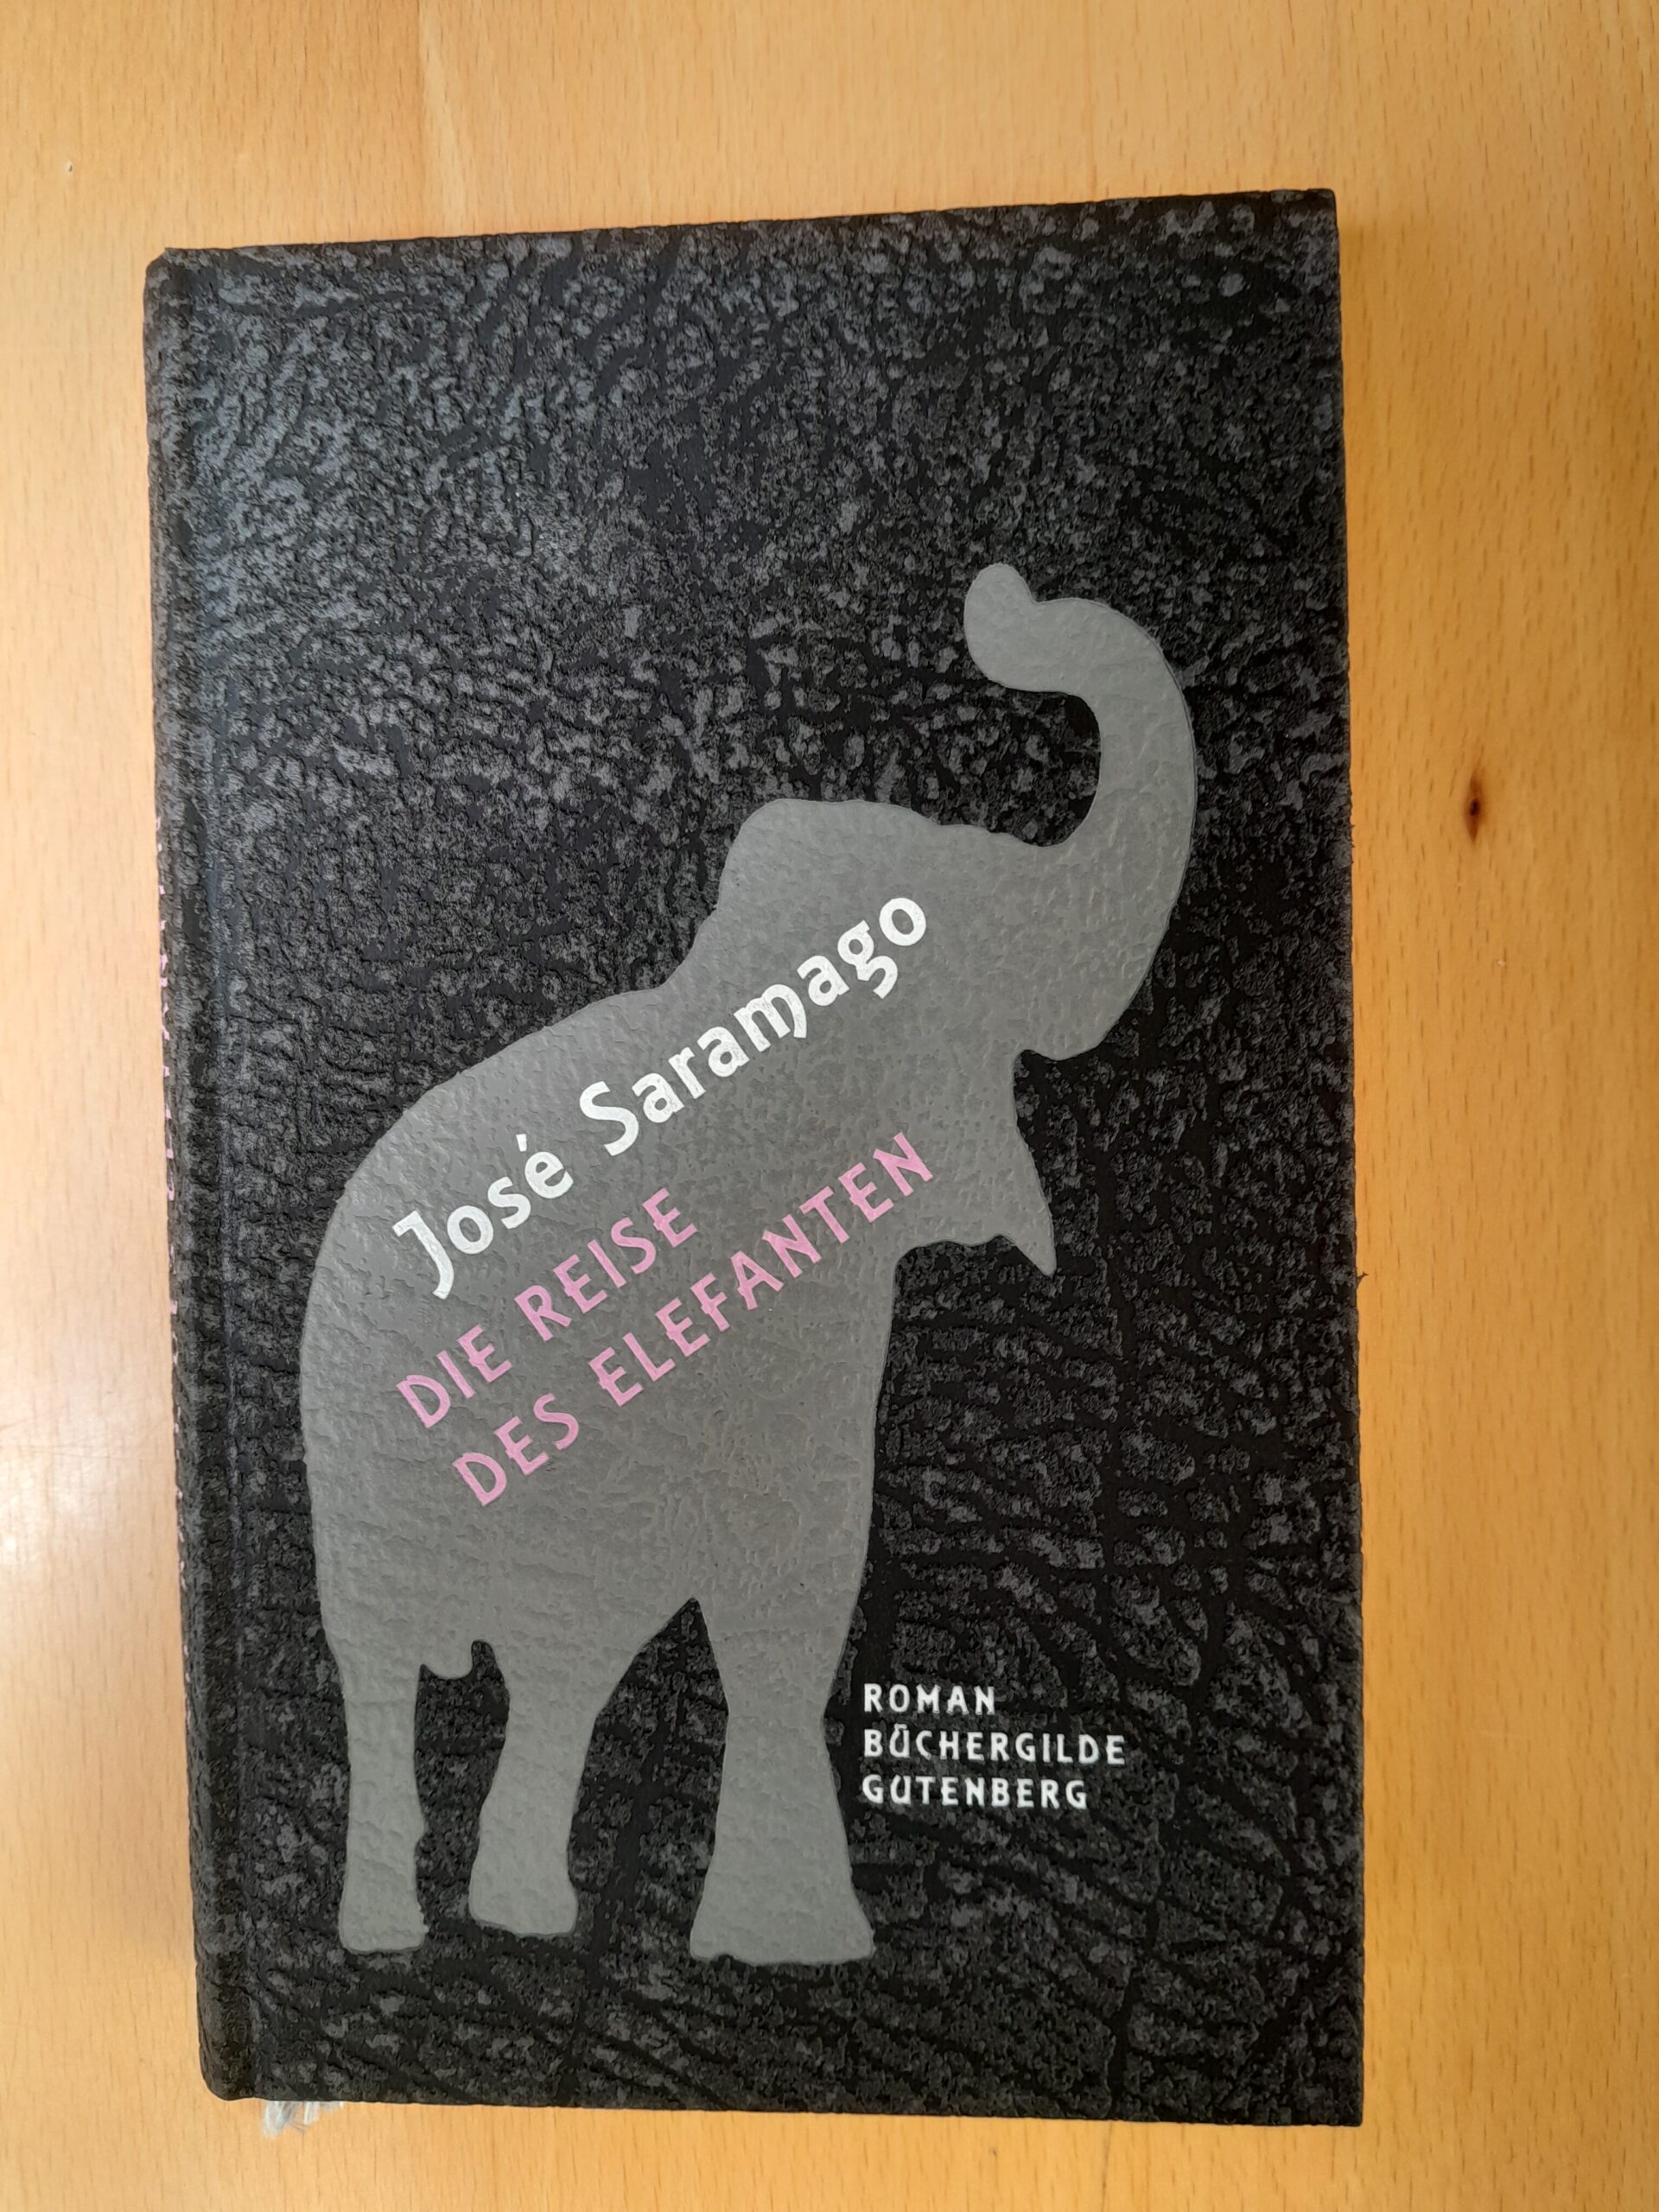 José Saramago
DIE REISE
DES ELEFANTEN
ROMAN
BÜCHERGILDE
GUTENBERG